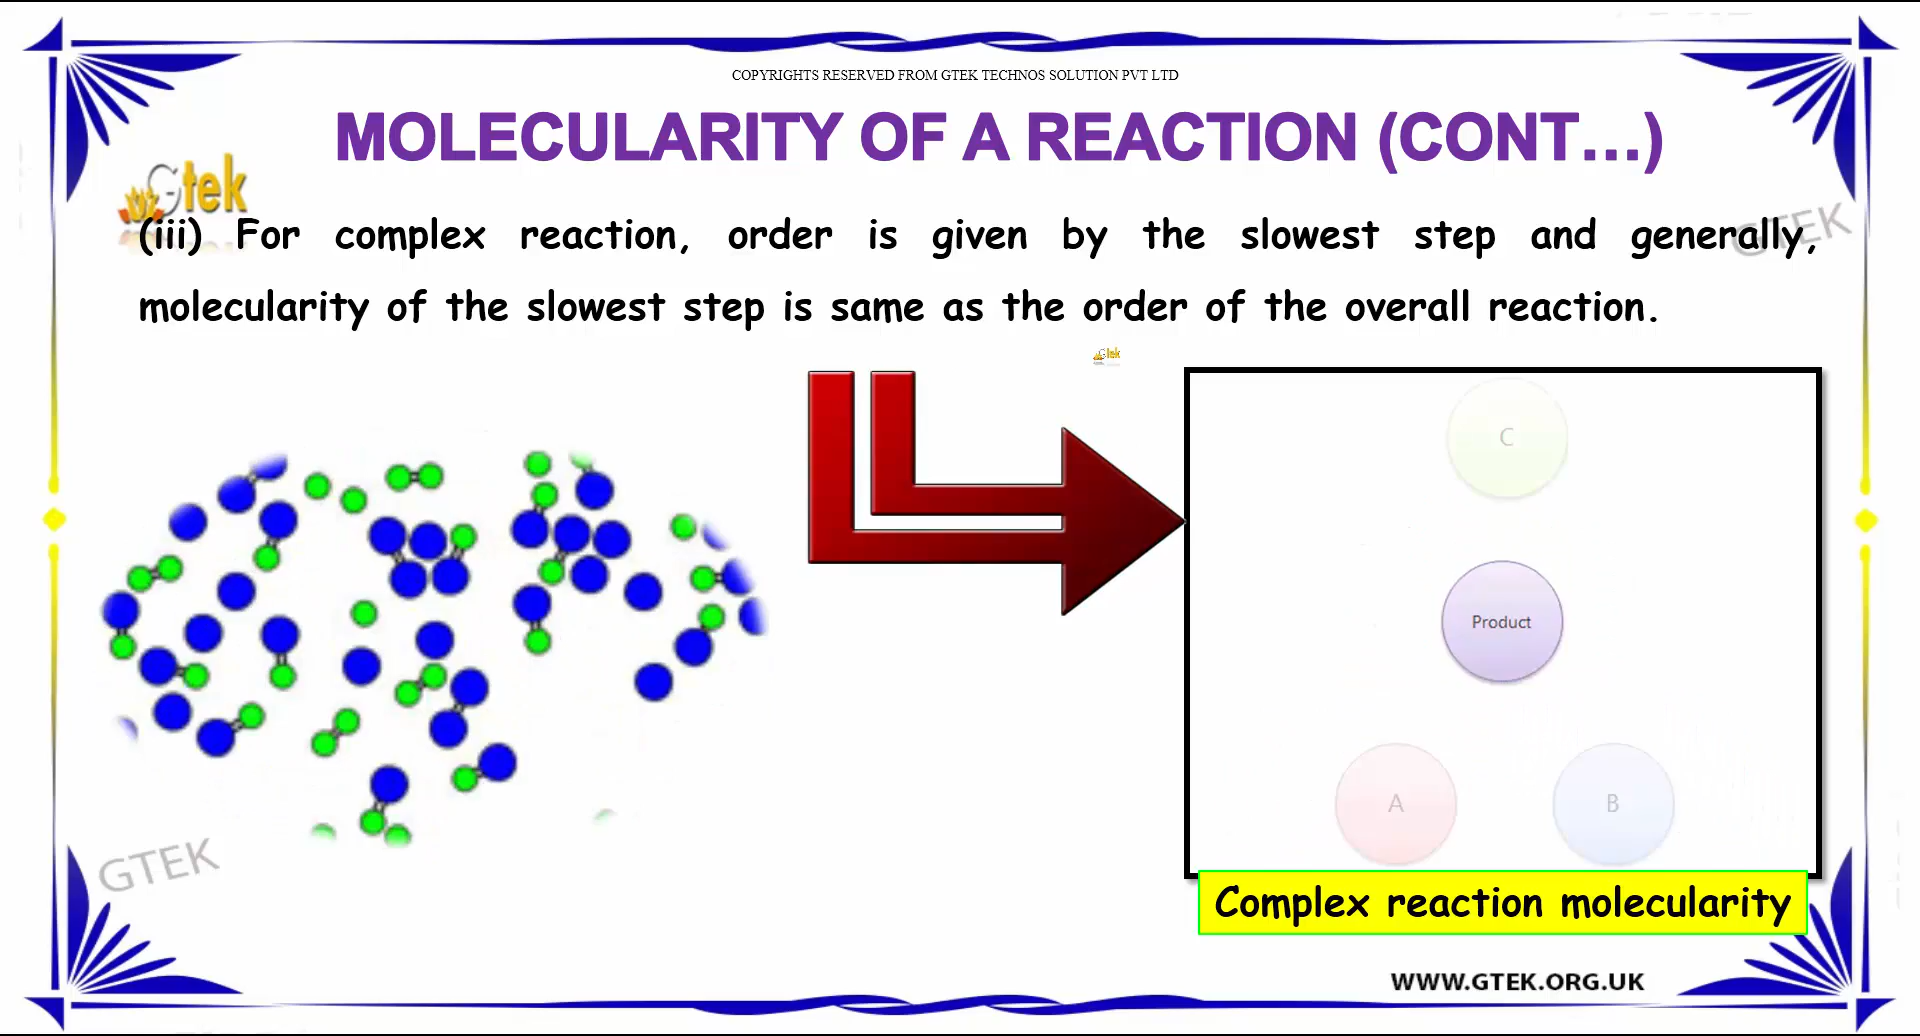 COPYRIGHTS RESERVED FROM GTEK TECHNOS SOLUTION PVT LTD
MOLECULARITY OF A REACTION (CONT...)
Gtek
(iii) For complex reaction, order is given by the slowest step and generally,
GTEK
molecularity of the slowest step is same as the order of the overall reaction.
Gtek
C
Product
A
B
GTEK
Complex reaction molecularity
WWW.GTEK.ORG.UK